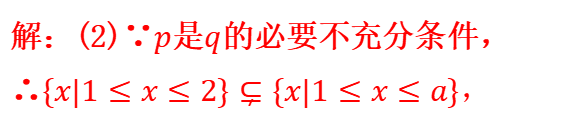 解：(2)∵p是q的必要不充分条件，
∴{x|1 ≤ x ≤ 2} ⫋ {x|1 ≤ x ≤ a}，